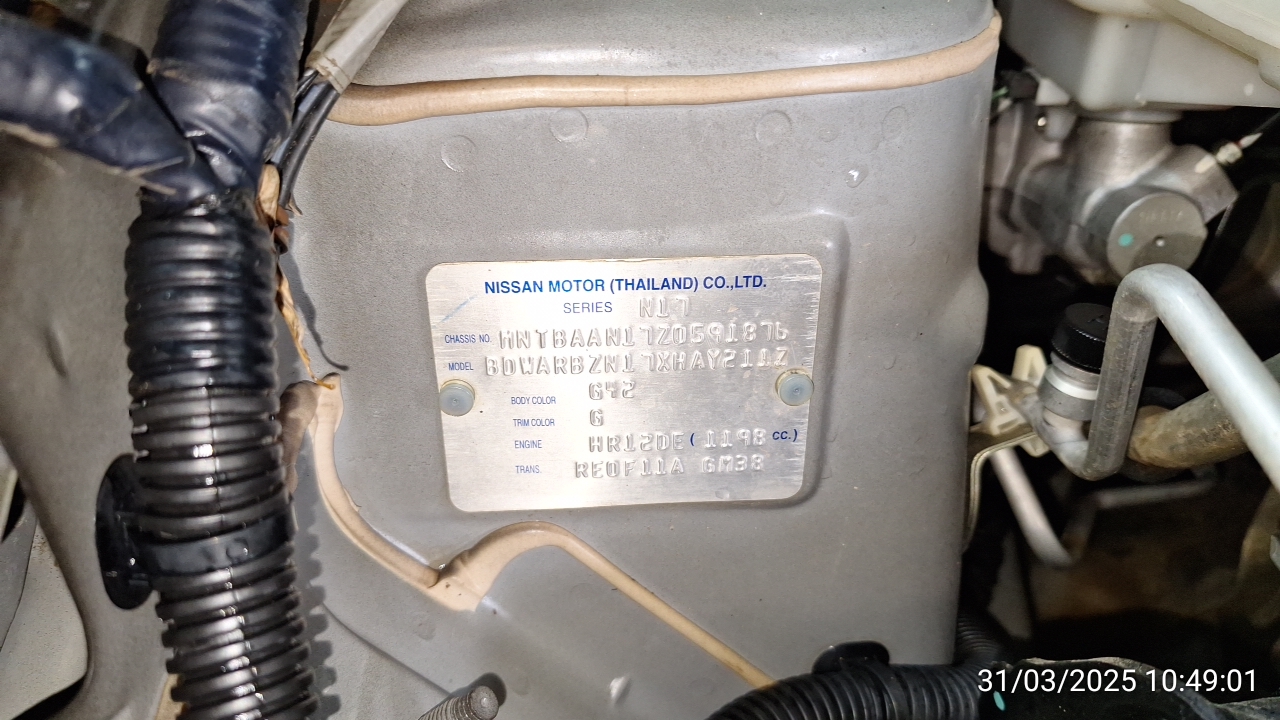 NISSAN MOTOR (THAILAND) CO.,LTD.
SERIES N17
CHASSIS NO. MNTBAAN17Z0591876
MODEL BDWARBZN17XHAY211Z
BODY COLOR G42
TRIM COLOR G
ENGINE HR12DE ( 1198 cc.)
TRANS. RE0F11A GM38
31/03/2025 10:49:01